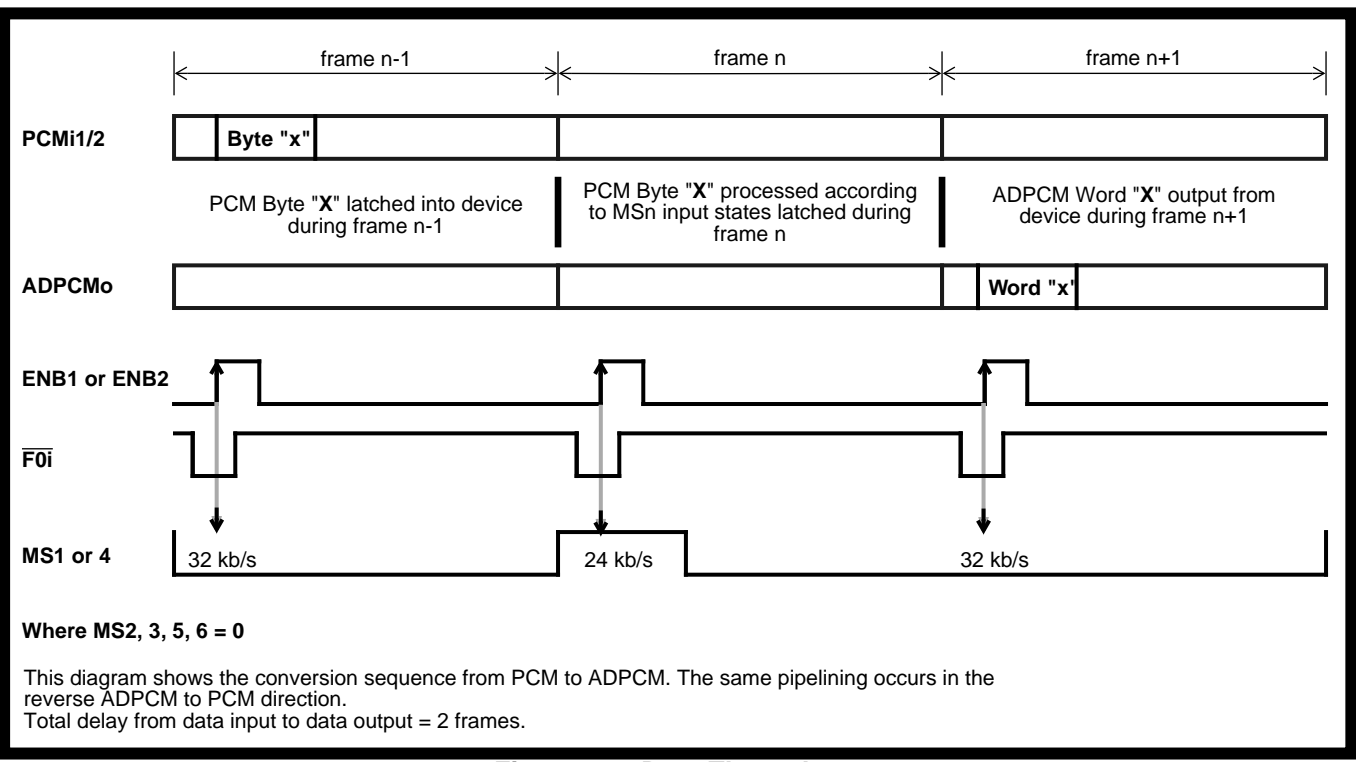 frame n-1 frame n frame n+1
PCMi1/2 Byte "x"
PCM Byte "X" latched into device
during frame n-1
PCM Byte "X" processed according
to MSn input states latched during
frame n
ADPCM Word "X" output from
device during frame n+1
ADPCMo Word "x"
ENB1 or ENB2
F0i
MS1 or 4 32 kb/s 24 kb/s 32 kb/s
Where MS2, 3, 5, 6 = 0
This diagram shows the conversion sequence from PCM to ADPCM. The same pipelining occurs in the
reverse ADPCM to PCM direction.
Total delay from data input to data output = 2 frames.